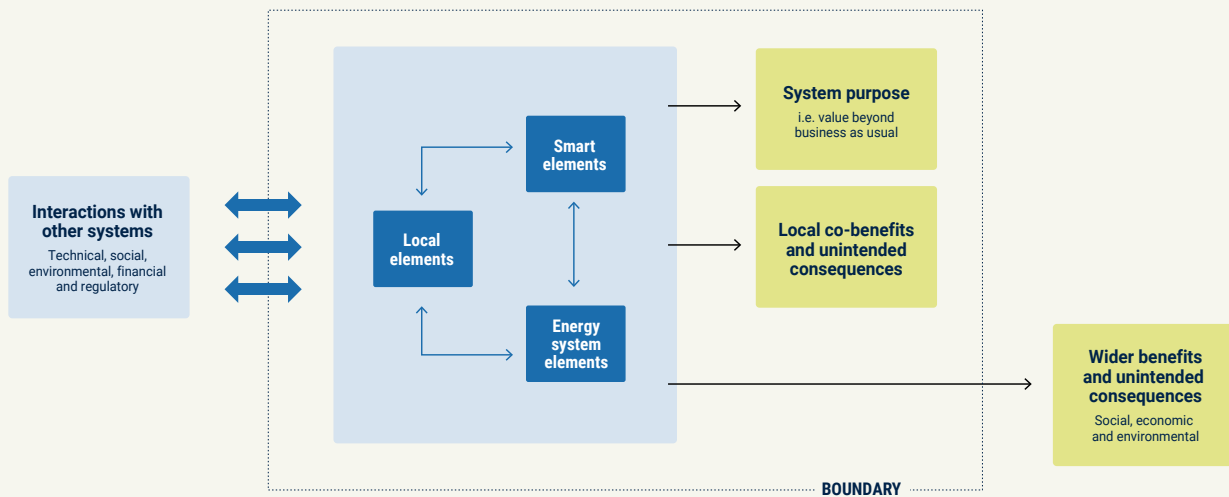 Interactions with
other systems
Technical, social,
environmental, financial
and regulatory
Local
elements
Smart
elements
Energy
system
elements
System purpose
i.e. value beyond
business as usual
Local co-benefits
and unintended
consequences
Wider benefits
and unintended
consequences
Social, economic
and environmental
BOUNDARY